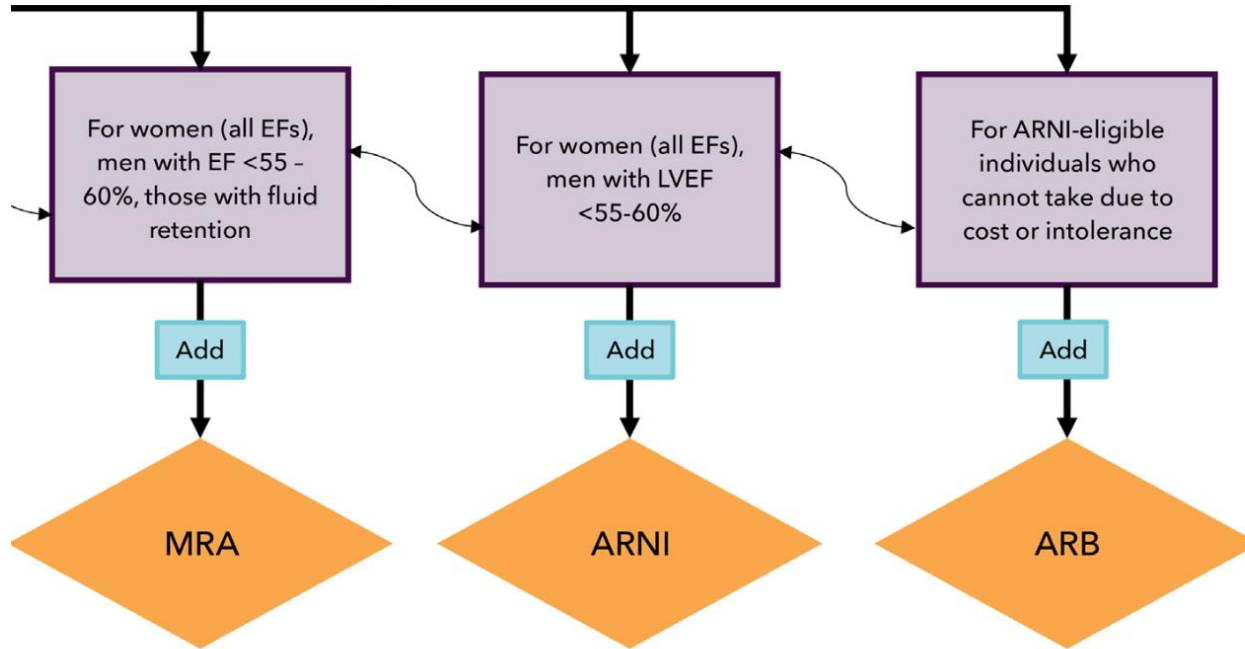 For women (all EFs),
men with EF <55 –
60%, those with fluid
retention
For women (all EFs),
men with LVEF
<55-60%
For ARNI-eligible
individuals who
cannot take due to
cost or intolerance
Add
Add
Add
MRA
ARNI
ARB